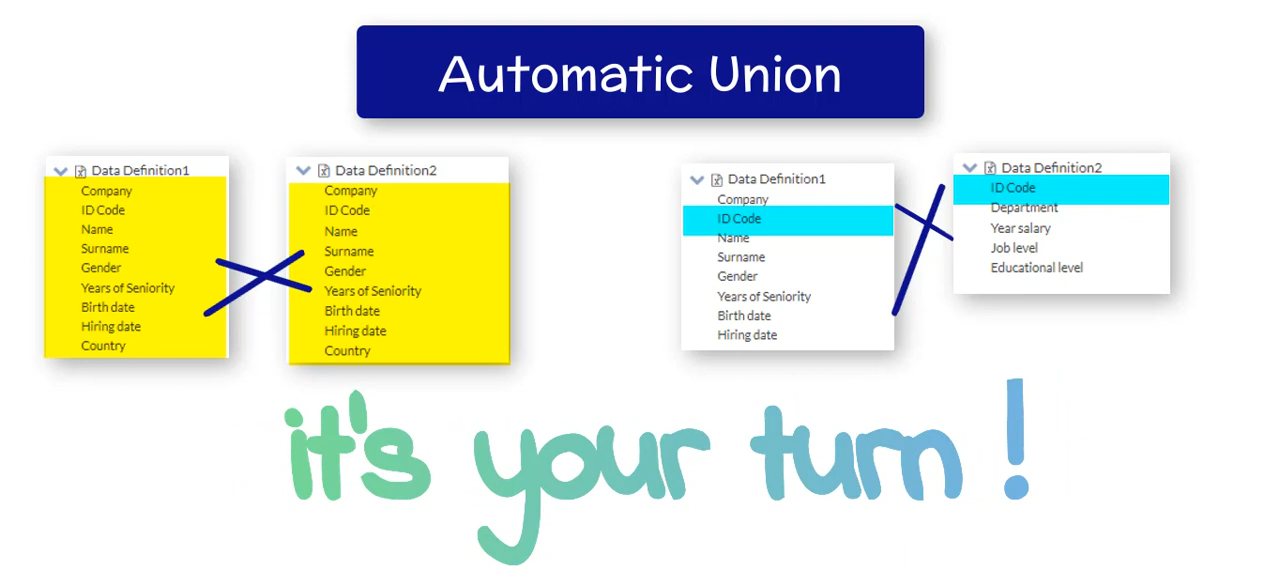 Automatic Union
Data Definition1
Company
ID Code
Name
Surname
Gender
Years of Seniority
Birth date
Hiring date
Country
Data Definition2
Company
ID Code
Name
Surname
Gender
Years of Seniority
Birth date
Hiring date
Country
Data Definition1
Company
ID Code
Name
Surname
Gender
Years of Seniority
Birth date
Hiring date
Data Definition2
ID Code
Department
Year salary
Job level
Educational level
it's your turn !